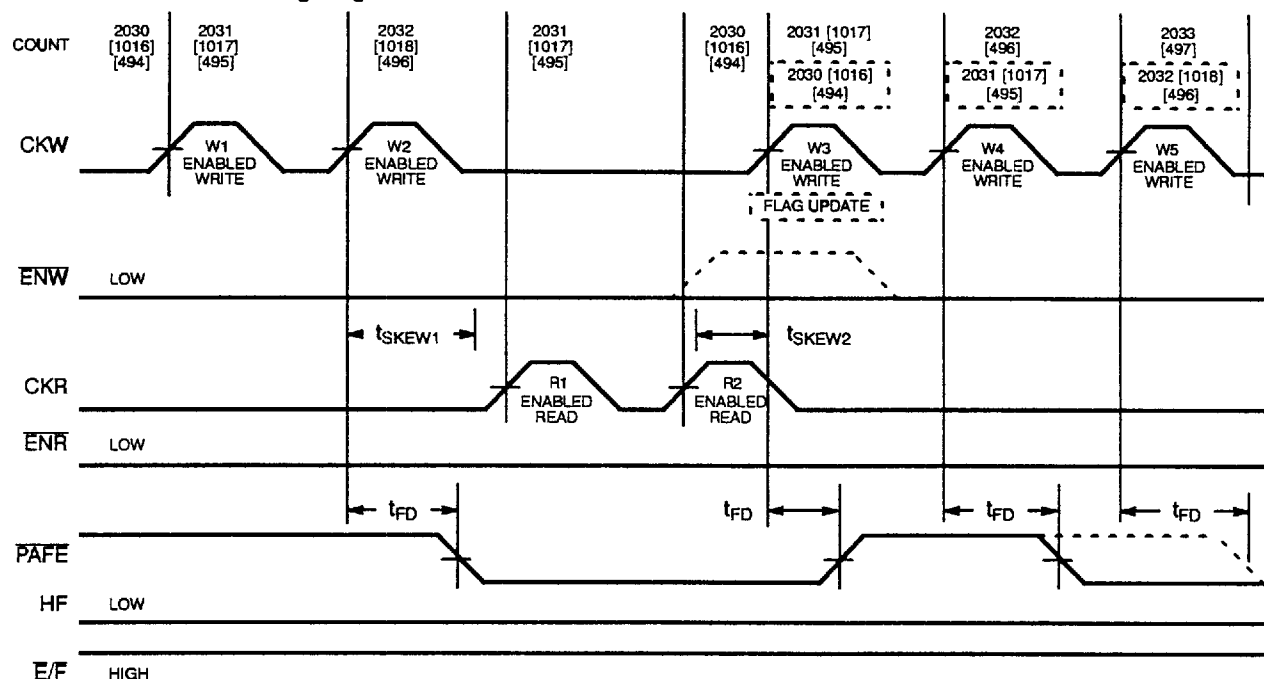 COUNT
2030
[1016]
[494]
2031
[1017]
[495]
2032
[1018]
[496]
2031
[1017]
[495]
2030
[1016]
[494]
2031 [1017]
[495]
2030 [1016]
[494]
2032
[496]
2031 [1017]
[495]
2033
[497]
2032 [1018]
[496]
CKW
W1
ENABLED
WRITE
W2
ENABLED
WRITE
W3
ENABLED
WRITE
W4
ENABLED
WRITE
W5
ENABLED
WRITE
FLAG UPDATE
ENW
LOW
tSKEW1
tSKEW2
CKR
R1
ENABLED
READ
R2
ENABLED
READ
ENR
LOW
tFD
tFD
tFD
tFD
PAFE
HF
LOW
E/F
HIGH